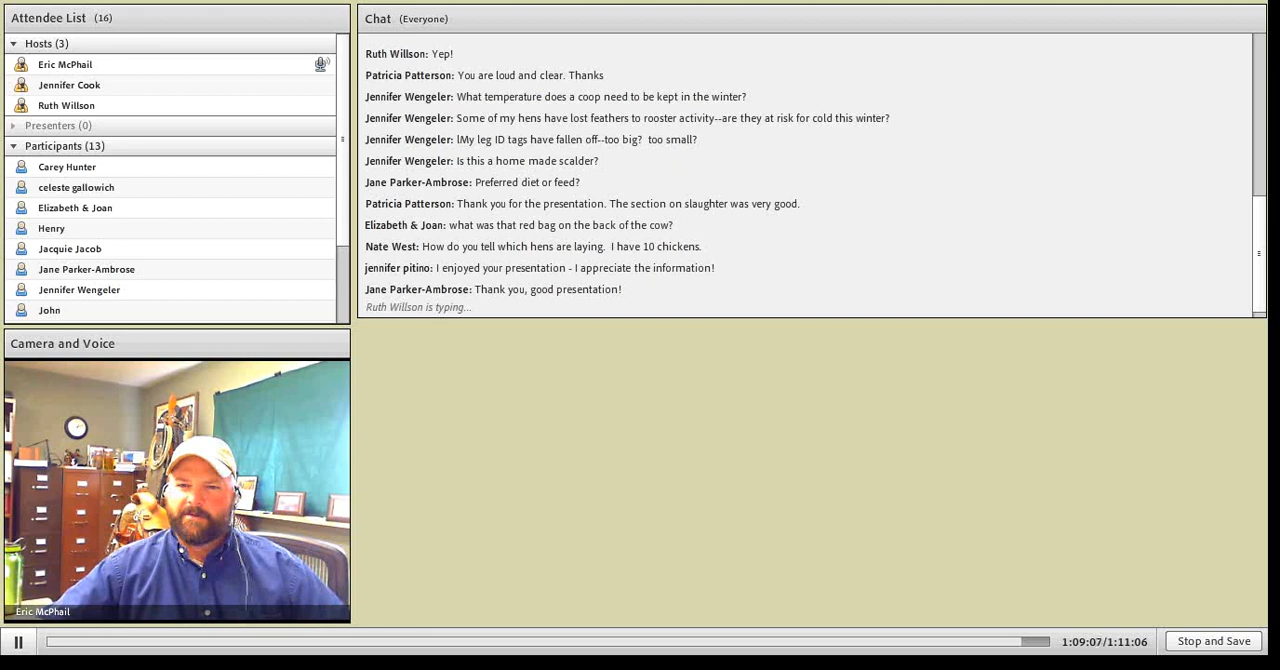 Attendee List (16)
Hosts (3)
Eric McPhail
Jennifer Cook
Ruth Willson
Presenters (0)
Participants (13)
Carey Hunter
celeste gallowich
Elizabeth & Joan
Henry
Jacquie Jacob
Jane Parker-Ambrose
Jennifer Wengeler
John
Chat (Everyone)
Ruth Willson: Yep!
Patricia Patterson: You are loud and clear. Thanks
Jennifer Wengeler: What temperature does a coop need to be kept in the winter?
Jennifer Wengeler: Some of my hens have lost feathers to rooster activity--are they at risk for cold this winter?
Jennifer Wengeler: lMy leg ID tags have fallen off--too big? too small?
Jennifer Wengeler: Is this a home made scalder?
Jane Parker-Ambrose: Preferred diet or feed?
Patricia Patterson: Thank you for the presentation. The section on slaughter was very good.
Elizabeth & Joan: what was that red bag on the back of the cow?
Nate West: How do you tell which hens are laying. I have 10 chickens.
jennifer pitino: I enjoyed your presentation - I appreciate the information!
Jane Parker-Ambrose: Thank you, good presentation!
Ruth Willson is typing...
Camera and Voice
Eric McPhail
1:09:07/1:11:06
Stop and Save